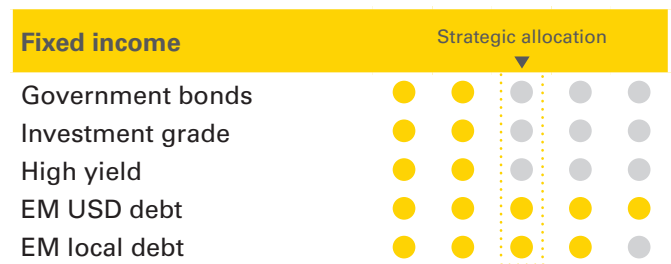 Fixed income
Strategic allocation
Government bonds
Investment grade
High yield
EM USD debt
EM local debt